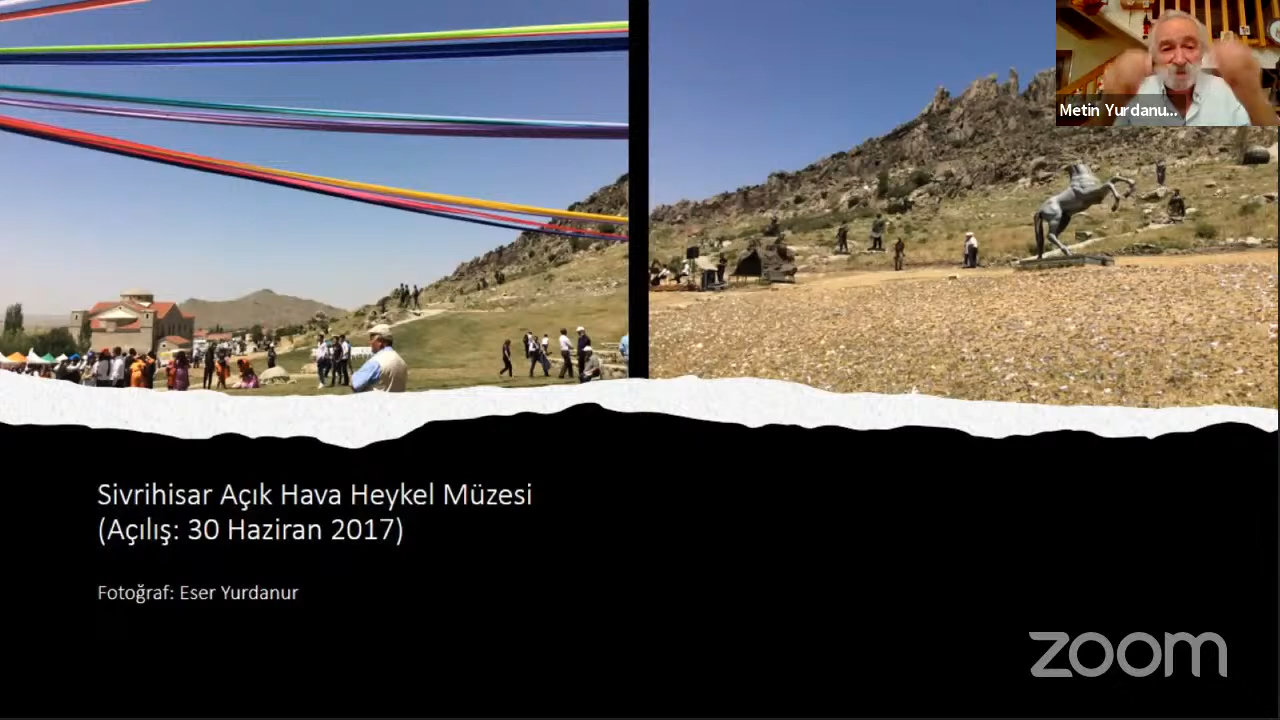 Metin Yurdanu...
Sivrihisar Açık Hava Heykel Müzesi
(Açılış: 30 Haziran 2017)
Fotoğraf: Eser Yurdanur
zoom